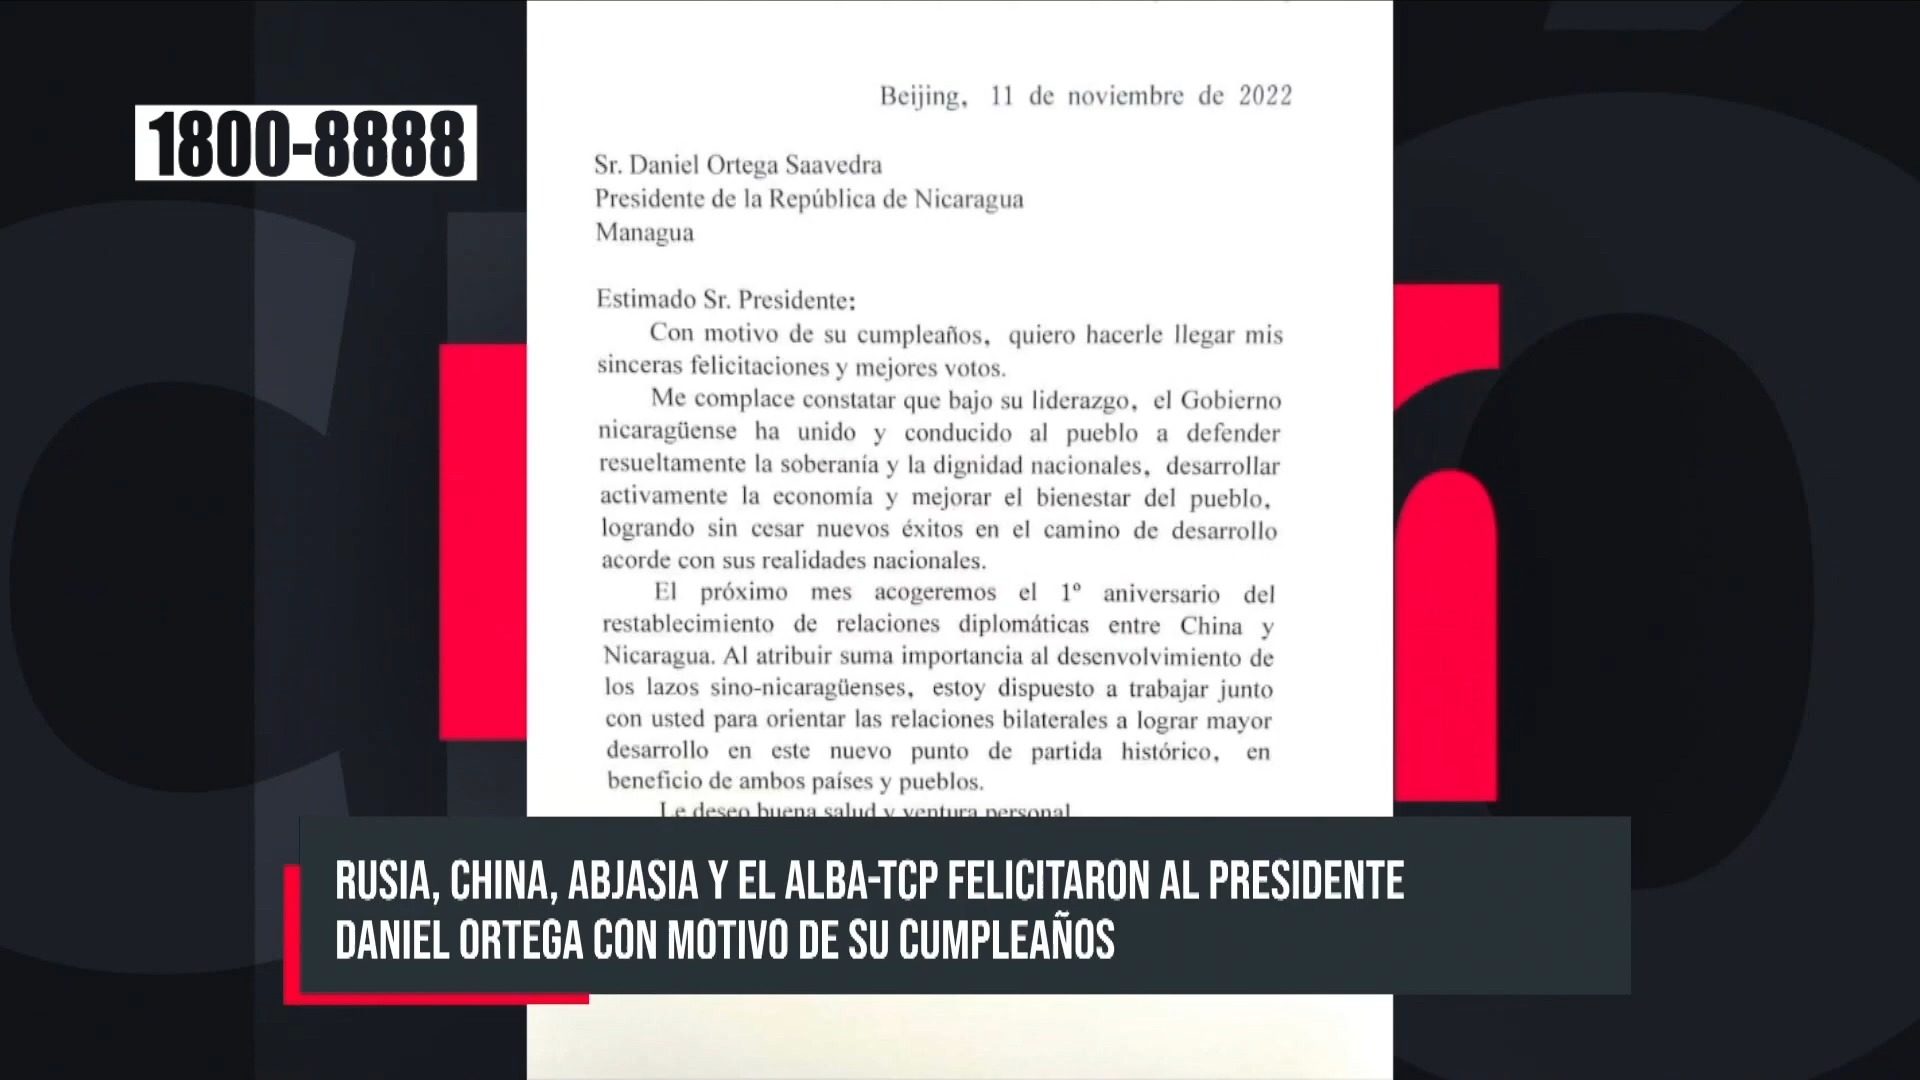 1800-8888
Beijing, 11 de noviembre de 2022
Sr. Daniel Ortega Saavedra
Presidente de la República de Nicaragua
Managua
Estimado Sr. Presidente:
Con motivo de su cumpleaños, quiero hacerle llegar mis
sinceras felicitaciones y mejores votos.
Me complace constatar que bajo su liderazgo, el Gobierno
nicaragüense ha unido y conducido al pueblo a defender
resueltamente la soberanía y la dignidad nacionales, desarrollar
activamente la economía y mejorar el bienestar del pueblo,
logrando sin cesar nuevos éxitos en el camino de desarrollo
acorde con sus realidades nacionales.
El próximo mes acogeremos el 1° aniversario del
restablecimiento de relaciones diplomáticas entre China y
Nicaragua. Al atribuir suma importancia al desenvolvimiento de
los lazos sino-nicaragüenses, estoy dispuesto a trabajar junto
con usted para orientar las relaciones bilaterales a lograr mayor
desarrollo en este nuevo punto de partida histórico, en
beneficio de ambos países y pueblos.
Le deseo buena salud y ventura personal
RUSIA, CHINA, ABJASIA Y EL ALBA-TCP FELICITARON AL PRESIDENTE
DANIEL ORTEGA CON MOTIVO DE SU CUMPLEAÑOS